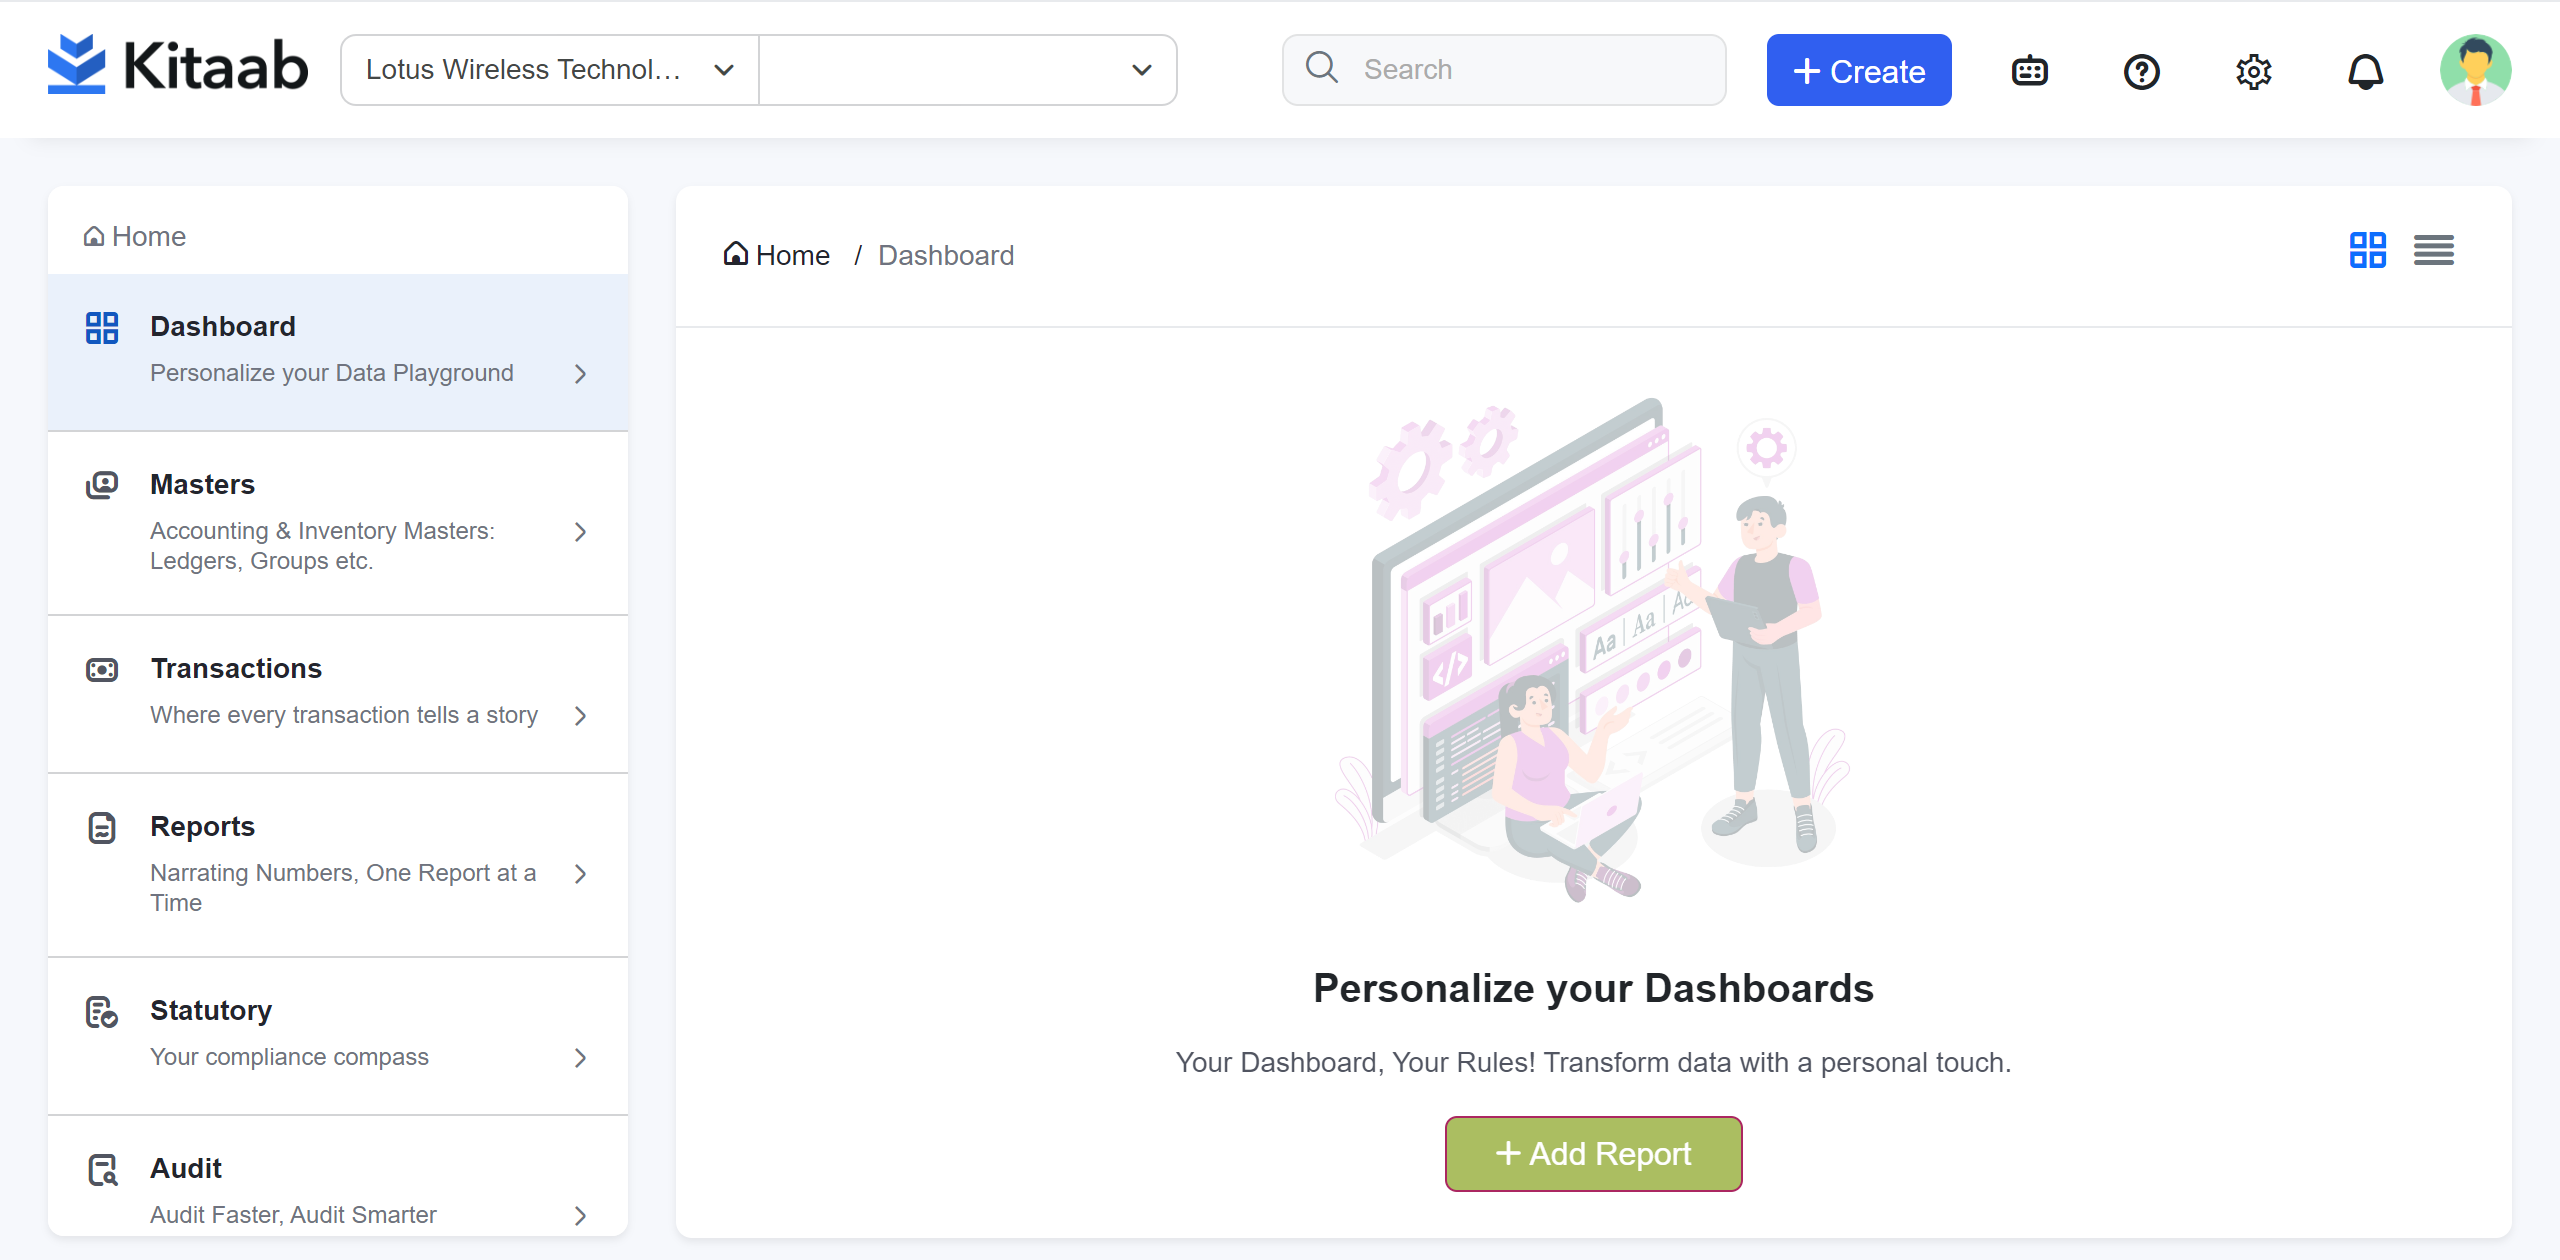 Kitaab
Lotus Wireless Technol...
Search
+ Create
Home
Dashboard
Personalize your Data Playground
Masters
Accounting & Inventory Masters:
Ledgers, Groups etc.
Transactions
Where every transaction tells a story
Reports
Narrating Numbers, One Report at a
Time
Statutory
Your compliance compass
Audit
Audit Faster, Audit Smarter
Home / Dashboard
Aa | Aa | Ac
</>
Personalize your Dashboards
Your Dashboard, Your Rules! Transform data with a personal touch.
+ Add Report